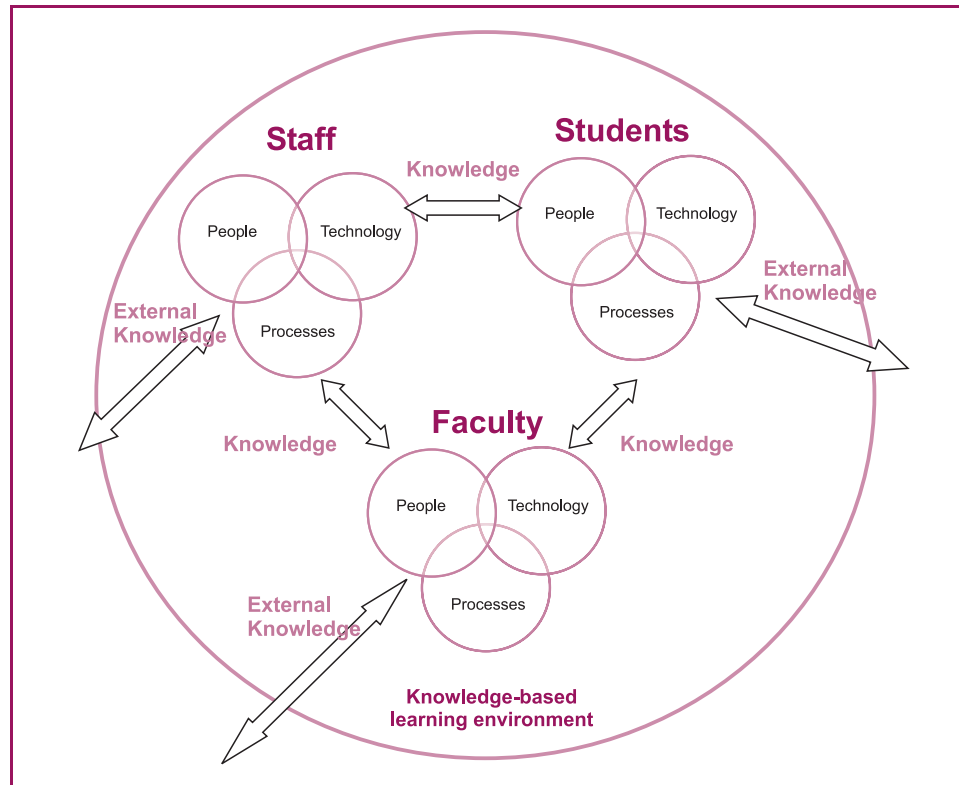 Staff
Students
Knowledge
People
Technology
Processes
People
Technology
Processes
External
Knowledge
External
Knowledge
Knowledge
Faculty
Knowledge
People
Technology
Processes
External
Knowledge
Knowledge-based
learning environment